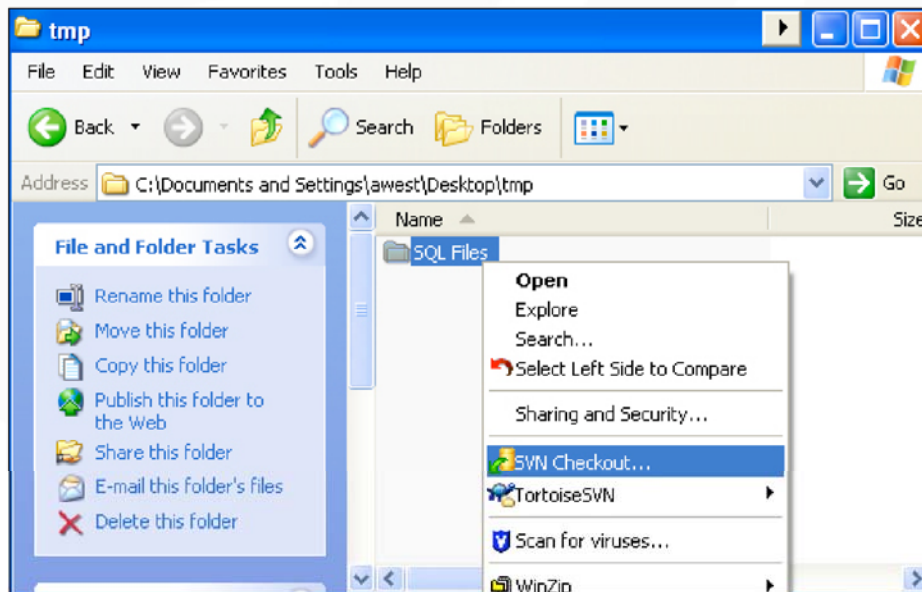 tmp
File Edit View Favorites Tools Help
Back Search Folders
Address C:\Documents and Settings\awest\Desktop\tmp Go
File and Folder Tasks
Rename this folder
Move this folder
Copy this folder
Publish this folder to
the Web
Share this folder
E-mail this folder's files
Delete this folder
Name Size
SQL Files
Open
Explore
Search...
Select Left Side to Compare
Sharing and Security...
SVN Checkout...
TortoiseSVN
Scan for viruses...
WinZip